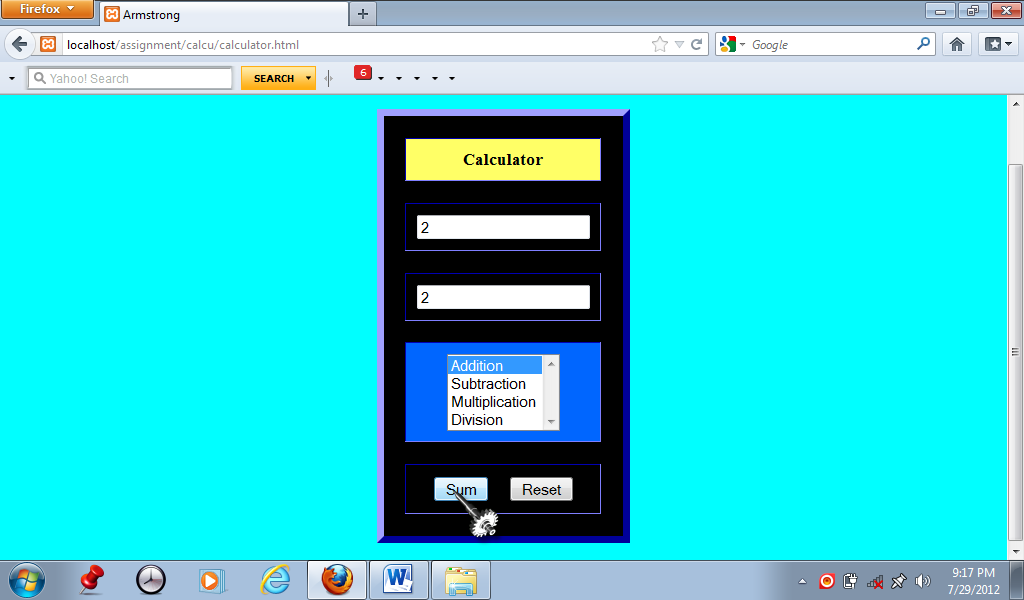 Firefox
Armstrong
localhost/assignment/calcu/calculator.html
Google
Yahoo! Search
SEARCH
6
Calculator
2
2
Addition
Subtraction
Multiplication
Division
Sum
Reset
9:17 PM
7/29/2012